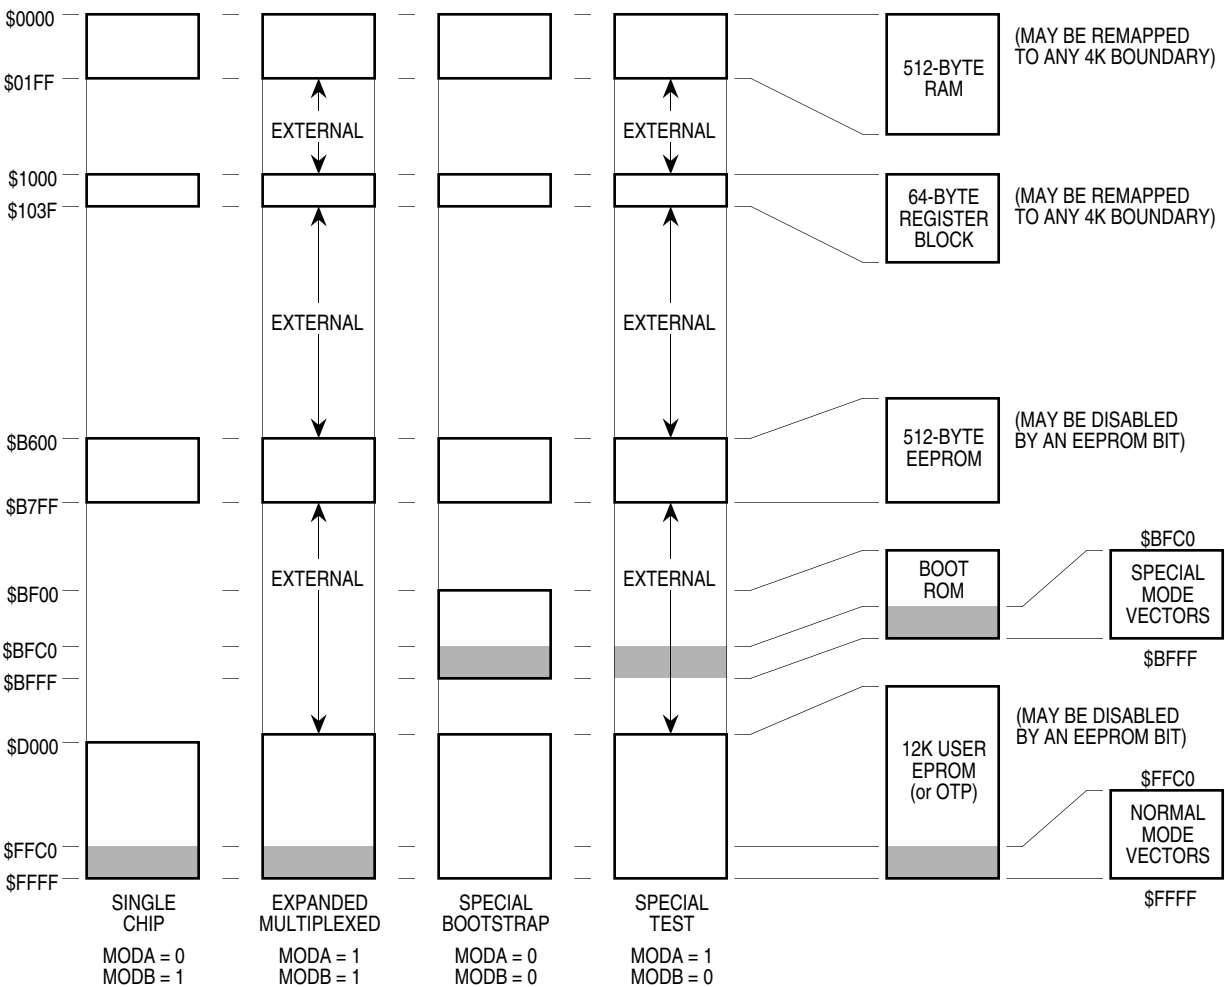 $0000
(MAY BE REMAPPED
TO ANY 4K BOUNDARY)
512-BYTE
RAM
$01FF
EXTERNAL
EXTERNAL
$1000
$103F
64-BYTE
REGISTER
BLOCK
(MAY BE REMAPPED
TO ANY 4K BOUNDARY)
EXTERNAL
EXTERNAL
$B600
$B7FF
512-BYTE
EEPROM
(MAY BE DISABLED
BY AN EEPROM BIT)
EXTERNAL
EXTERNAL
$BF00
$BFC0
$BFFF
BOOT
ROM
$BFC0
SPECIAL
MODE
VECTORS
$BFFF
$D000
12K USER
EPROM
(or OTP)
(MAY BE DISABLED
BY AN EEPROM BIT)
$FFC0
$FFFF
$FFC0
NORMAL
MODE
VECTORS
$FFFF
SINGLE
CHIP
MODA = 0
MODB = 1
EXPANDED
MULTIPLEXED
MODA = 1
MODB = 1
SPECIAL
BOOTSTRAP
MODA = 0
MODB = 0
SPECIAL
TEST
MODA = 1
MODB = 0